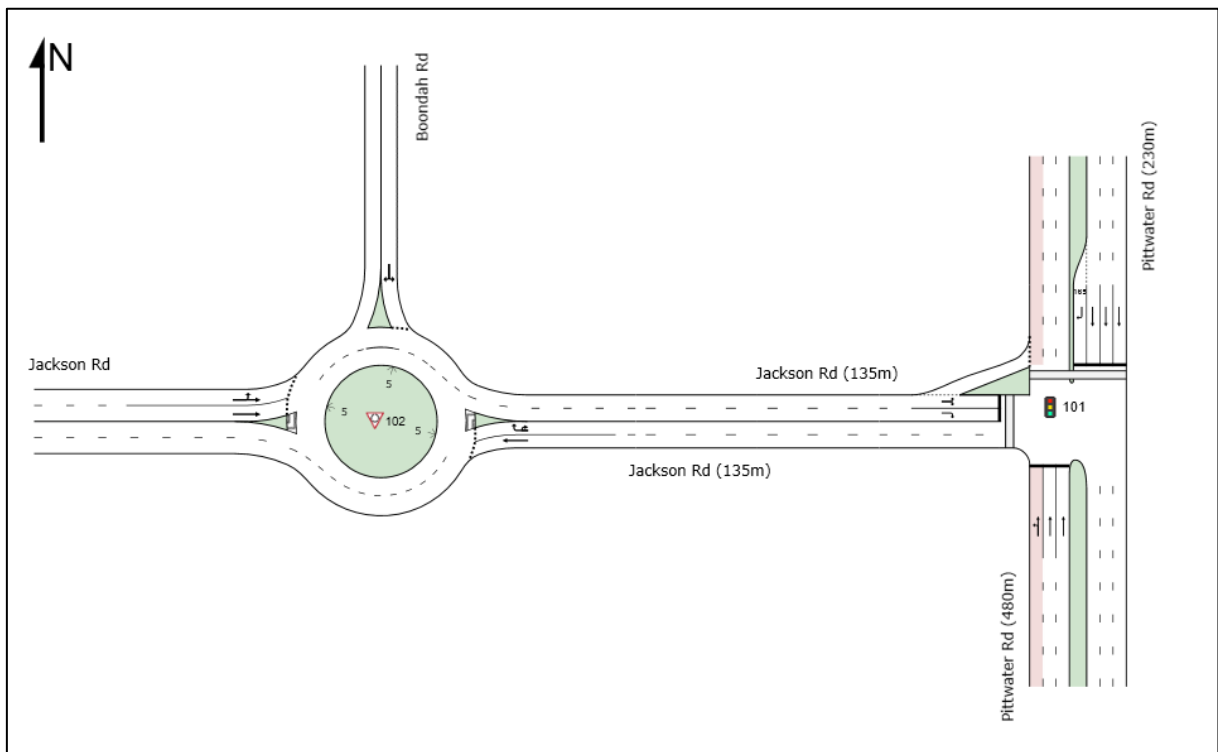 N
Boondah Rd
Pittwater Rd (230m)
165
Jackson Rd
Jackson Rd (135m)
5
5
102
5
101
Jackson Rd (135m)
Pittwater Rd (480m)